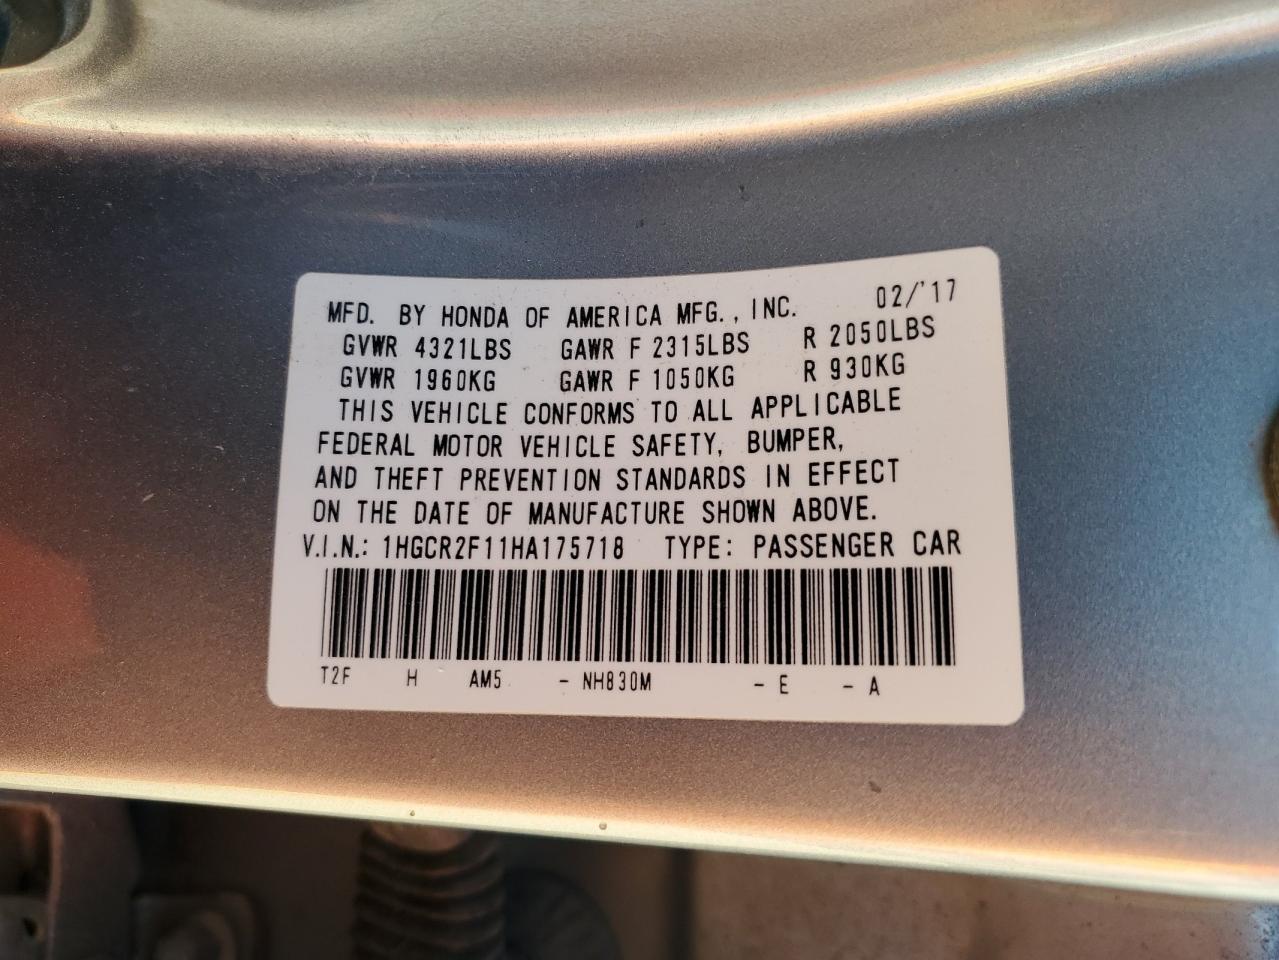 MFD. BY HONDA OF AMERICA MFG., INC. 02/'17
GVWR 4321LBS GAWR F 2315LBS R 2050LBS
GVWR 1960KG GAWR F 1050KG R 930KG
THIS VEHICLE CONFORMS TO ALL APPLICABLE
FEDERAL MOTOR VEHICLE SAFETY, BUMPER,
AND THEFT PREVENTION STANDARDS IN EFFECT
ON THE DATE OF MANUFACTURE SHOWN ABOVE.
V.I.N.: 1HGCR2F11HA175718 TYPE: PASSENGER CAR
T2F H AM5 - NH830M - E - A